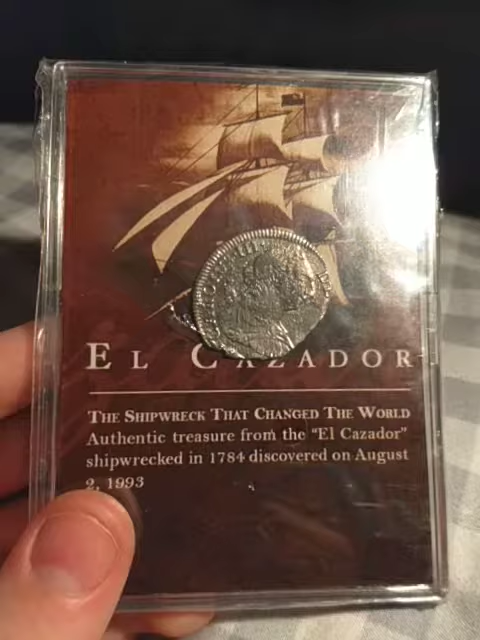 EL CAZADOR
THE SHIPWRECK THAT CHANGED THE WORLD
Authentic treasure from the "El Cazador"
shipwrecked in 1784 discovered on August
2, 1993